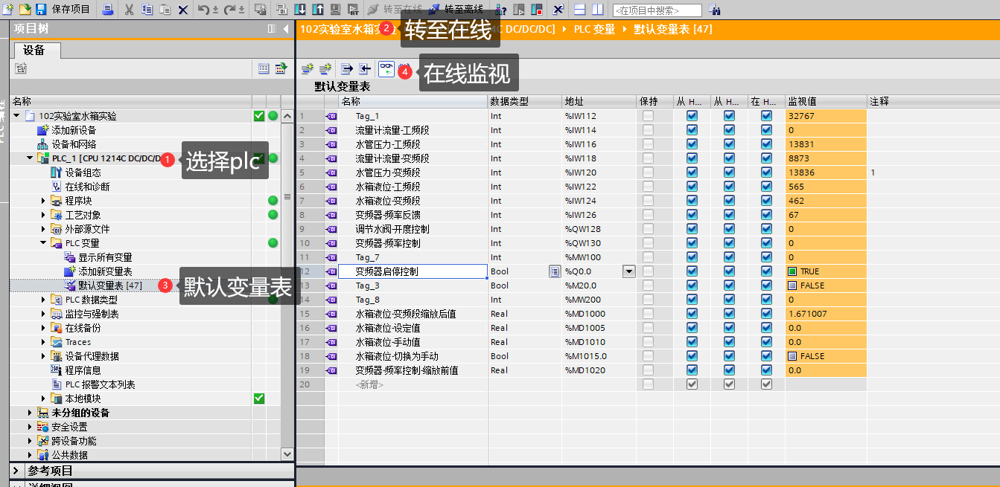 保存项目
转至在线
转至离线
<在项目中搜索>
项目树
102实验室水箱实
C DC/DC/DC]
PLC 变量
默认变量表 [47]
2
转至在线
设备
4
在线监视
默认变量表
名称
名称 数据类型 地址 保持 从 H... 从 H... 在 H... 监视值 注释
102实验室水箱实验
添加新设备
设备和网络
PLC_1 [CPU 1214C DC/DC/D
1
选择plc
设备组态
在线和诊断
程序块
工艺对象
外部源文件
PLC 变量
显示所有变量
添加新变量表
默认变量表 [47]
3
默认变量表
PLC 数据类型
监控与强制表
在线备份
Traces
设备代理数据
程序信息
PLC 报警文本列表
本地模块
未分组的设备
安全设置
跨设备功能
公共数据
参考项目
详细视图
1 Tag_1 Int %IW112 32767
2 流量计流量-工频段 Int %IW114 0
3 水管压力-工频段 Int %IW116 13831
4 流量计流量-变频段 Int %IW118 8873
5 水管压力-变频段 Int %IW120 13836 1
6 水箱液位-工频段 Int %IW122 565
7 水箱液位-变频段 Int %IW124 462
8 变频器-频率反馈 Int %IW126 67
9 调节水阀-开度控制 Int %QW128 0
10 变频器-频率控制 Int %QW130 0
11 Tag_7 Int %MW100 0
12 变频器启停控制 Bool %Q0.0 TRUE
13 Tag_3 Bool %M20.0 FALSE
14 Tag_8 Int %MW200 0
15 水箱液位-变频段缩放后值 Real %MD1000 1.671007
16 水箱液位-设定值 Real %MD1005 0.0
17 水箱液位-手动值 Real %MD1010 0.0
18 水箱液位-切换为手动 Bool %M1015.0 FALSE
19 变频器-频率控制-缩放前值 Real %MD1020 0.0
20 <新增>